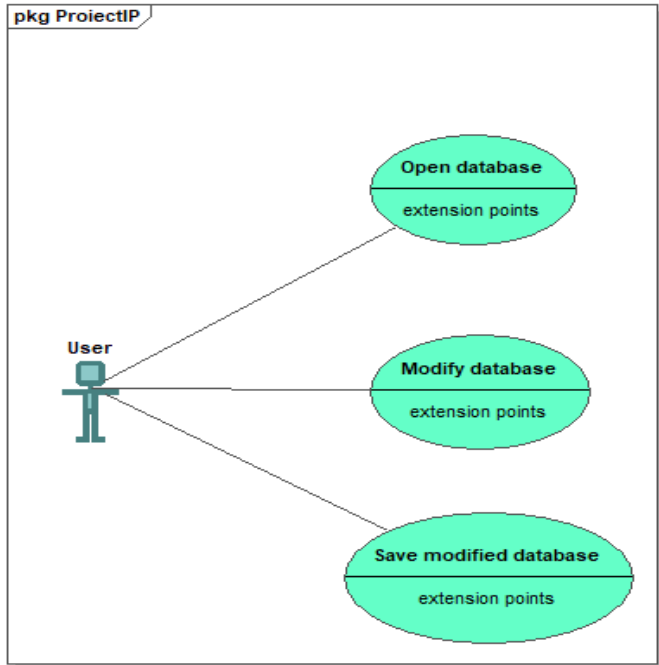 pkg ProiectIP
Open database
extension points
User
Modify database
extension points
Save modified database
extension points